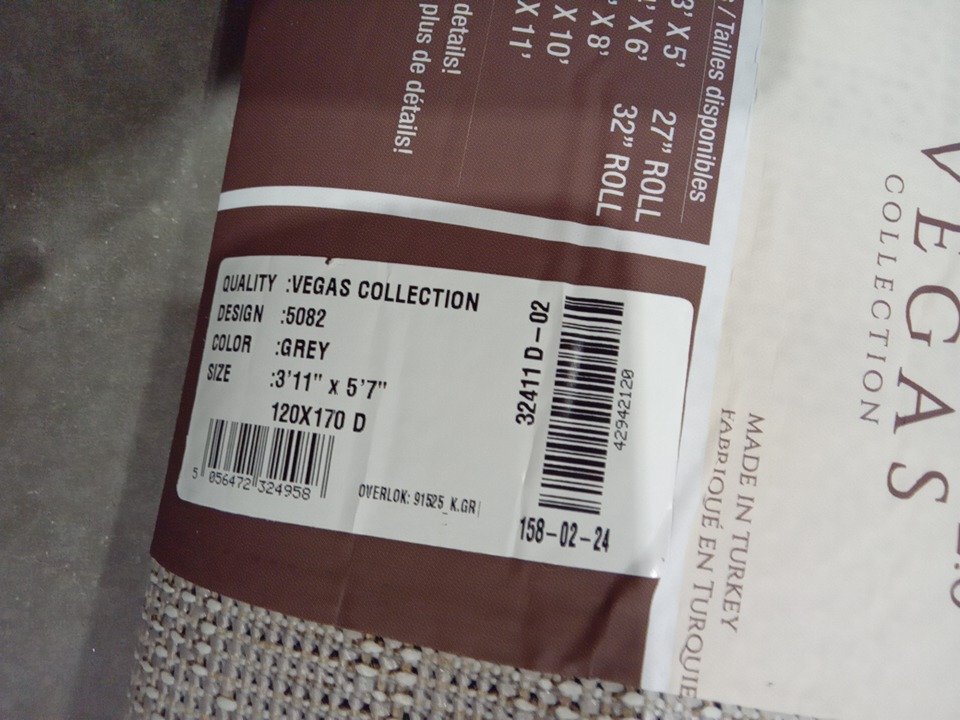 / Tailles disponibles
3' X 5' 27" ROLL
X 6' 32" ROLL
X 8'
X 10'
X 11'
details!
plus de détails!
QUALITY :VEGAS COLLECTION
DESIGN :5082
COLOR :GREY
SIZE :3'11" x 5'7"
120X170 D
5 056472 324958
OVERLOK: 91525_K.GRI
32411 D-02
42942120
158-02-24
VEGAS
COLLECTION
MADE IN TURKEY
FABRIQUÉ EN TURQUIE